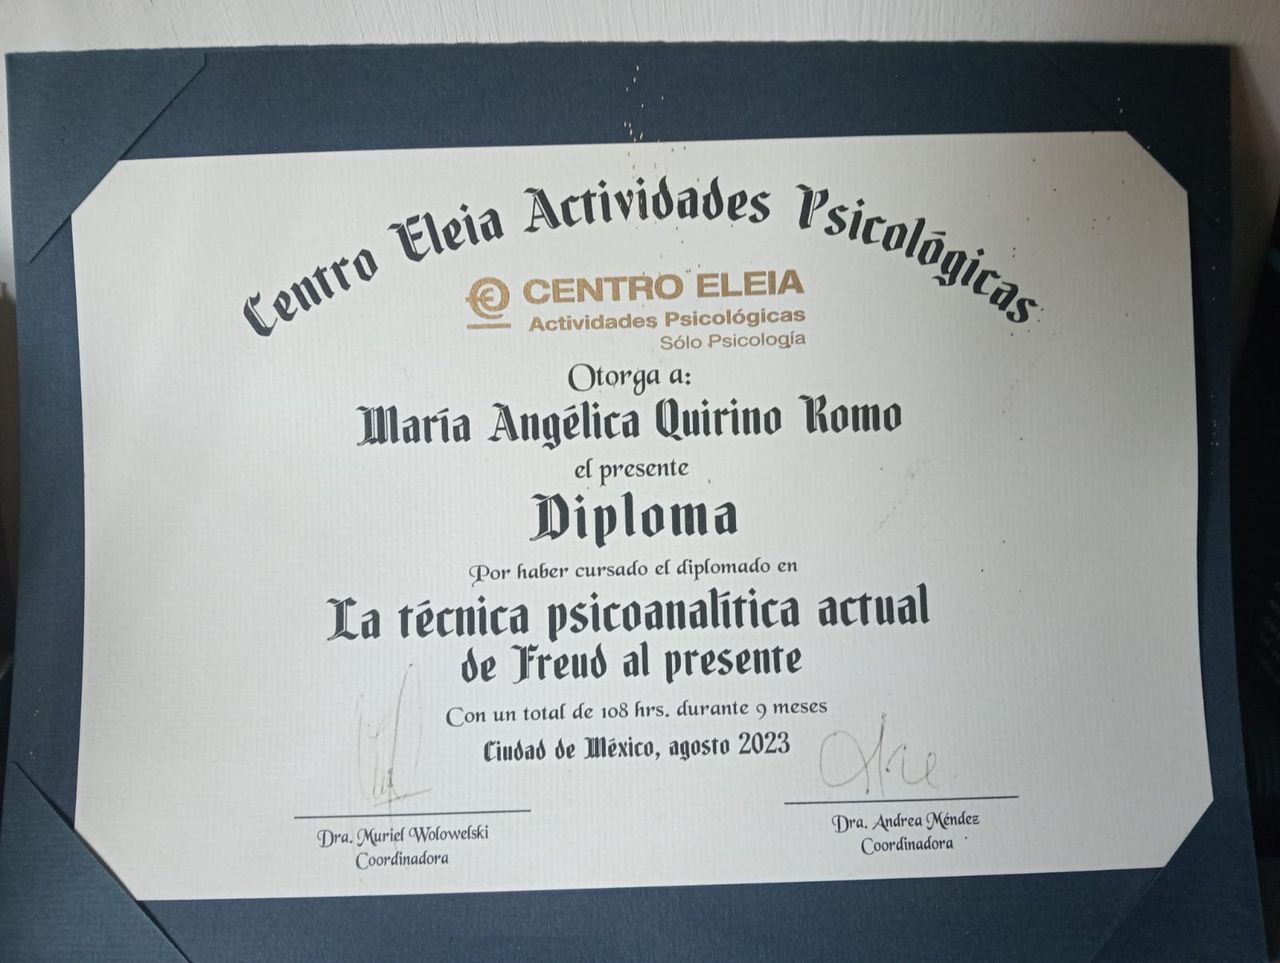 Centro Eleia Actividades Psicológicas
CENTRO ELEIA
Actividades Psicológicas
Sólo Psicología
Otorga a:
María Angélica Quirino Romo
el presente
Diploma
Por haber cursado el diplomado en
La técnica psicoanalítica actual
de Freud al presente
Con un total de 108 hrs. durante 9 meses
Ciudad de México, agosto 2023
Dra. Muriel Wolowelski
Coordinadora
Dra. Andrea Méndez
Coordinadora